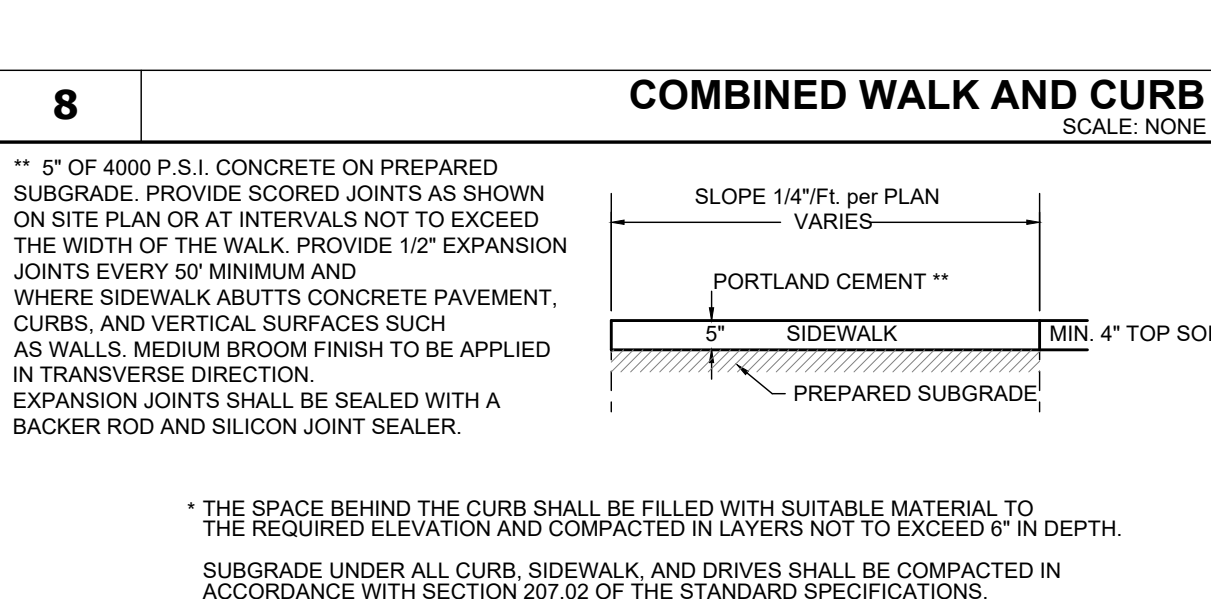 8
COMBINED WALK AND CURB
SCALE: NONE
** 5" OF 4000 P.S.I. CONCRETE ON PREPARED
SUBGRADE. PROVIDE SCORED JOINTS AS SHOWN
ON SITE PLAN OR AT INTERVALS NOT TO EXCEED
THE WIDTH OF THE WALK. PROVIDE 1/2" EXPANSION
JOINTS EVERY 50' MINIMUM AND
WHERE SIDEWALK ABUTTS CONCRETE PAVEMENT,
CURBS, AND VERTICAL SURFACES SUCH
AS WALLS. MEDIUM BROOM FINISH TO BE APPLIED
IN TRANSVERSE DIRECTION.
EXPANSION JOINTS SHALL BE SEALED WITH A
BACKER ROD AND SILICON JOINT SEALER.
SLOPE 1/4"/Ft. per PLAN
VARIES
PORTLAND CEMENT **
5" SIDEWALK MIN. 4" TOP
PREPARED SUBGRADE
* THE SPACE BEHIND THE CURB SHALL BE FILLED WITH SUITABLE MATERIAL TO
THE REQUIRED ELEVATION AND COMPACTED IN LAYERS NOT TO EXCEED 6" IN DEPTH.
SUBGRADE UNDER ALL CURB, SIDEWALK, AND DRIVES SHALL BE COMPACTED IN
ACCORDANCE WITH SECTION 207.02 OF THE STANDARD SPECIFICATIONS.